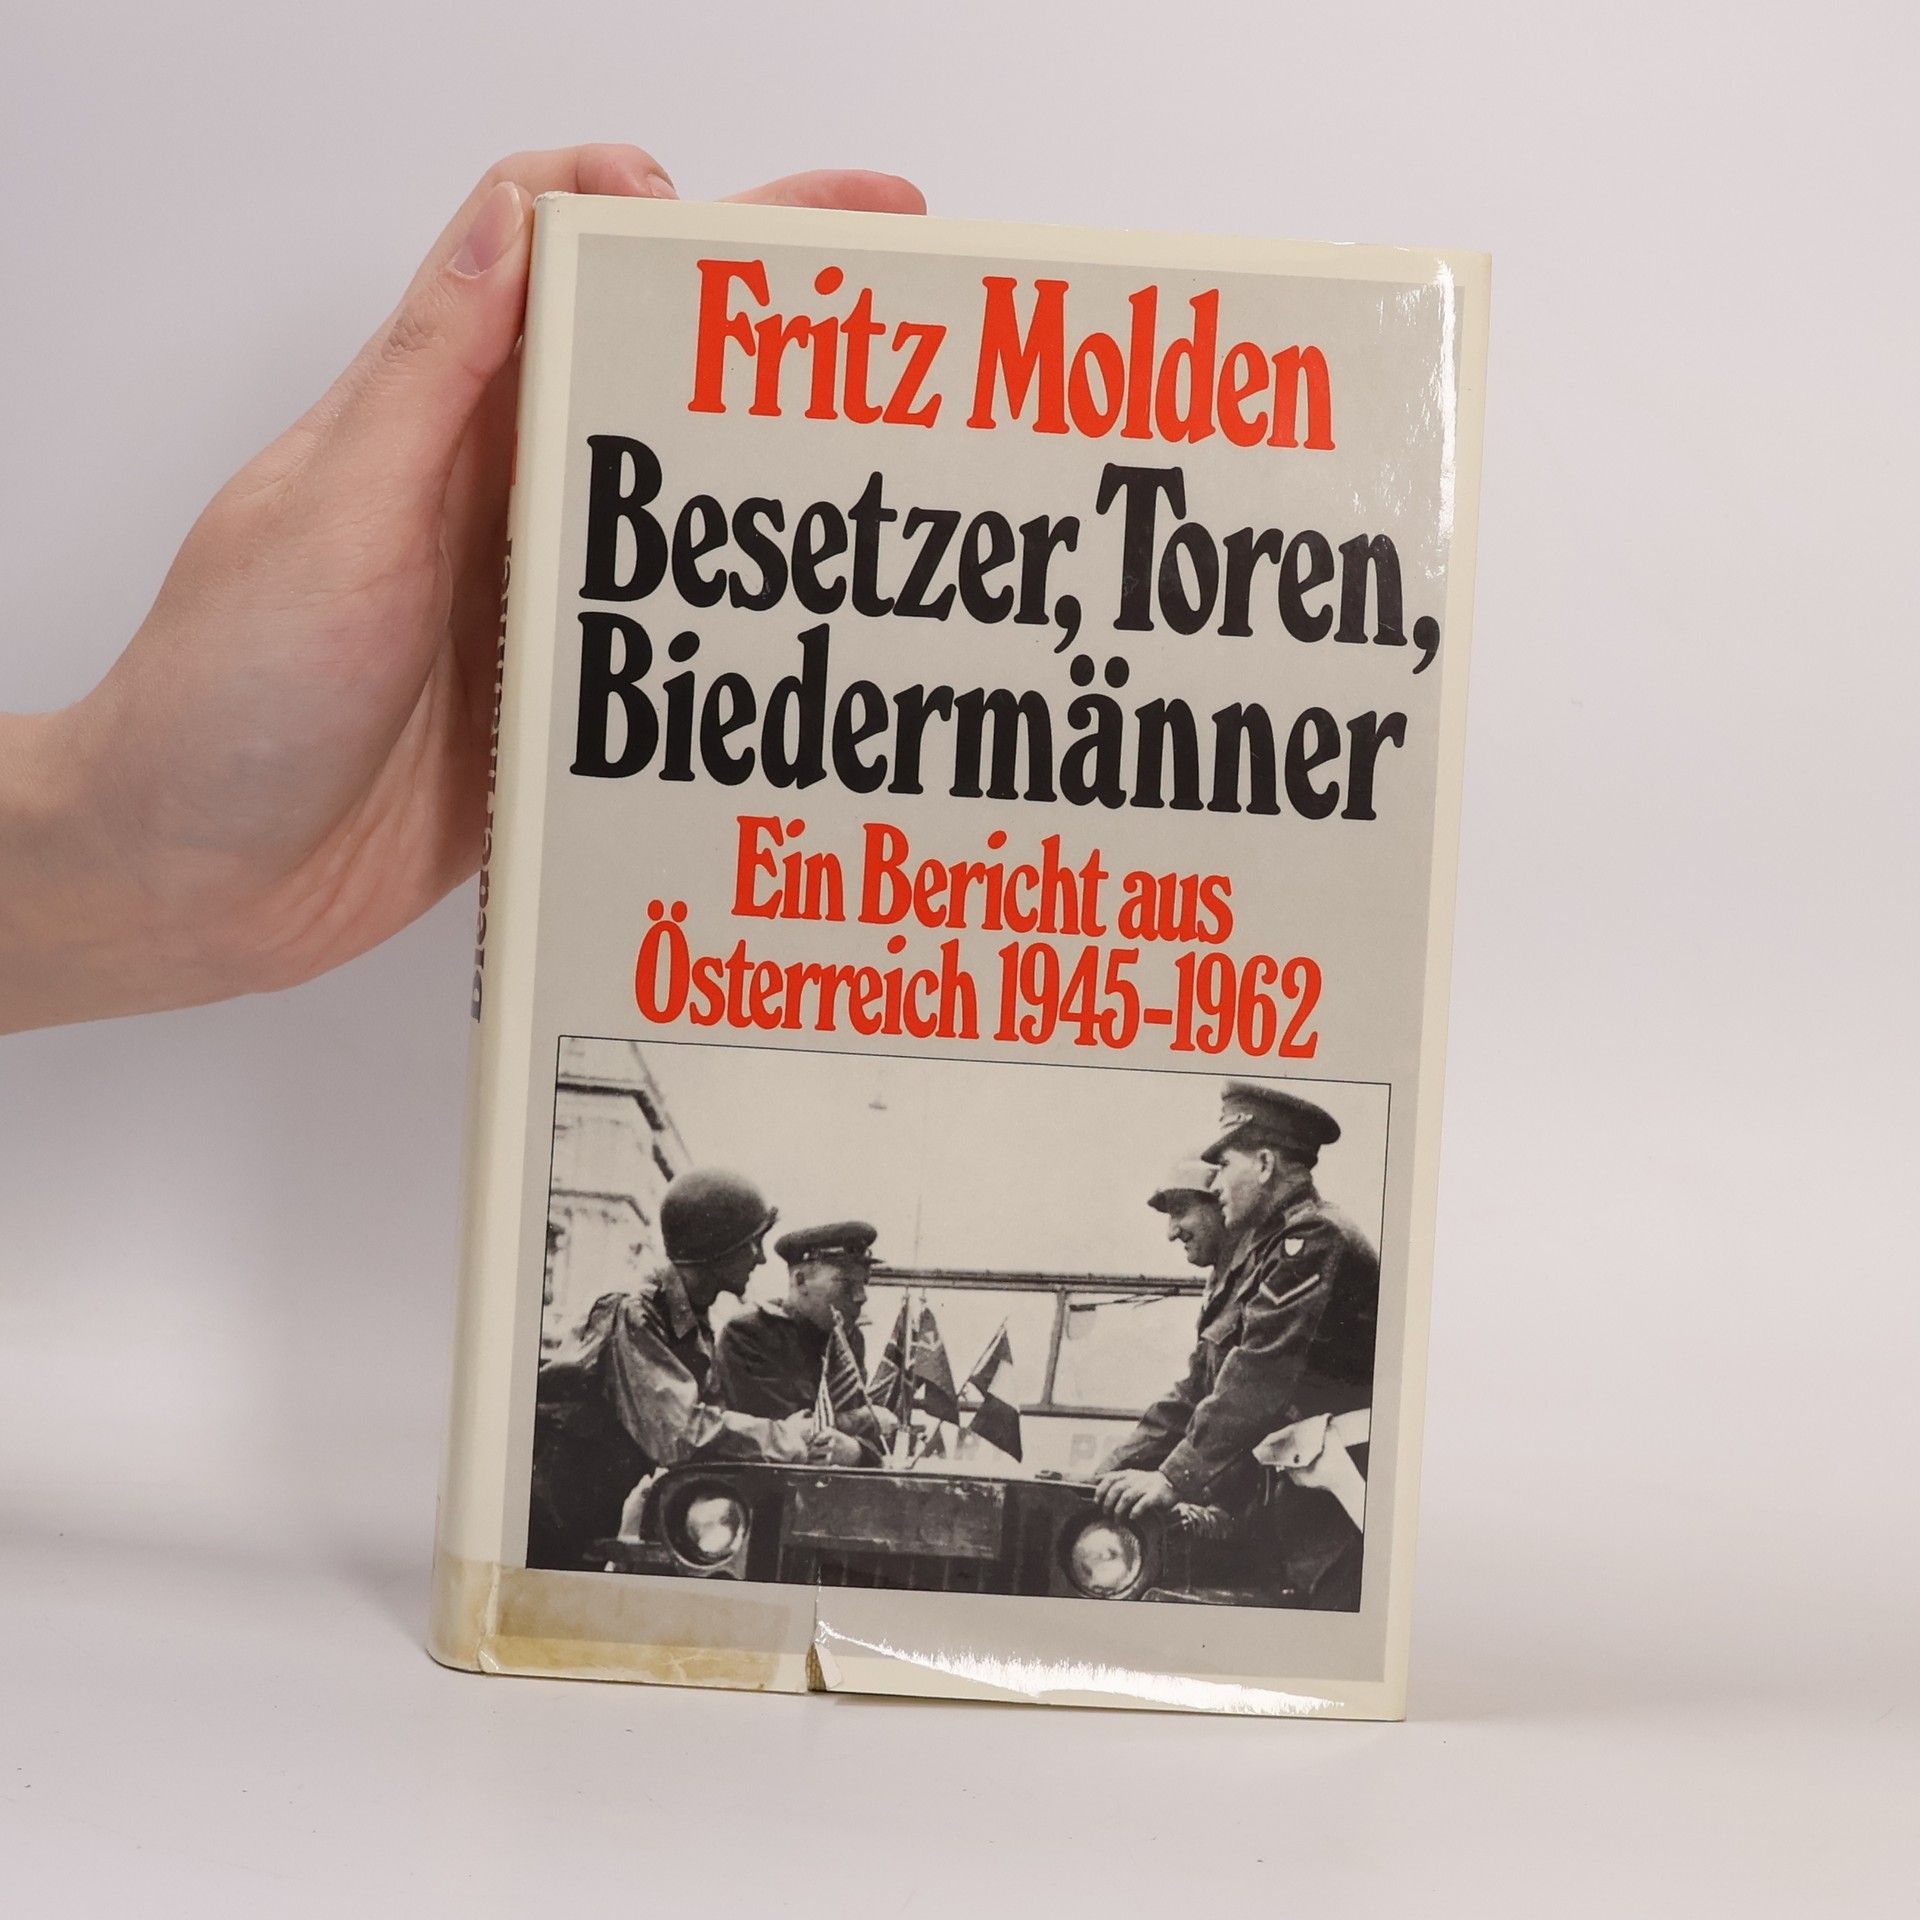 Fritz Molden
Besetzer, Toren,
Biedermänner
Ein Bericht aus
Österreich 1945–1962